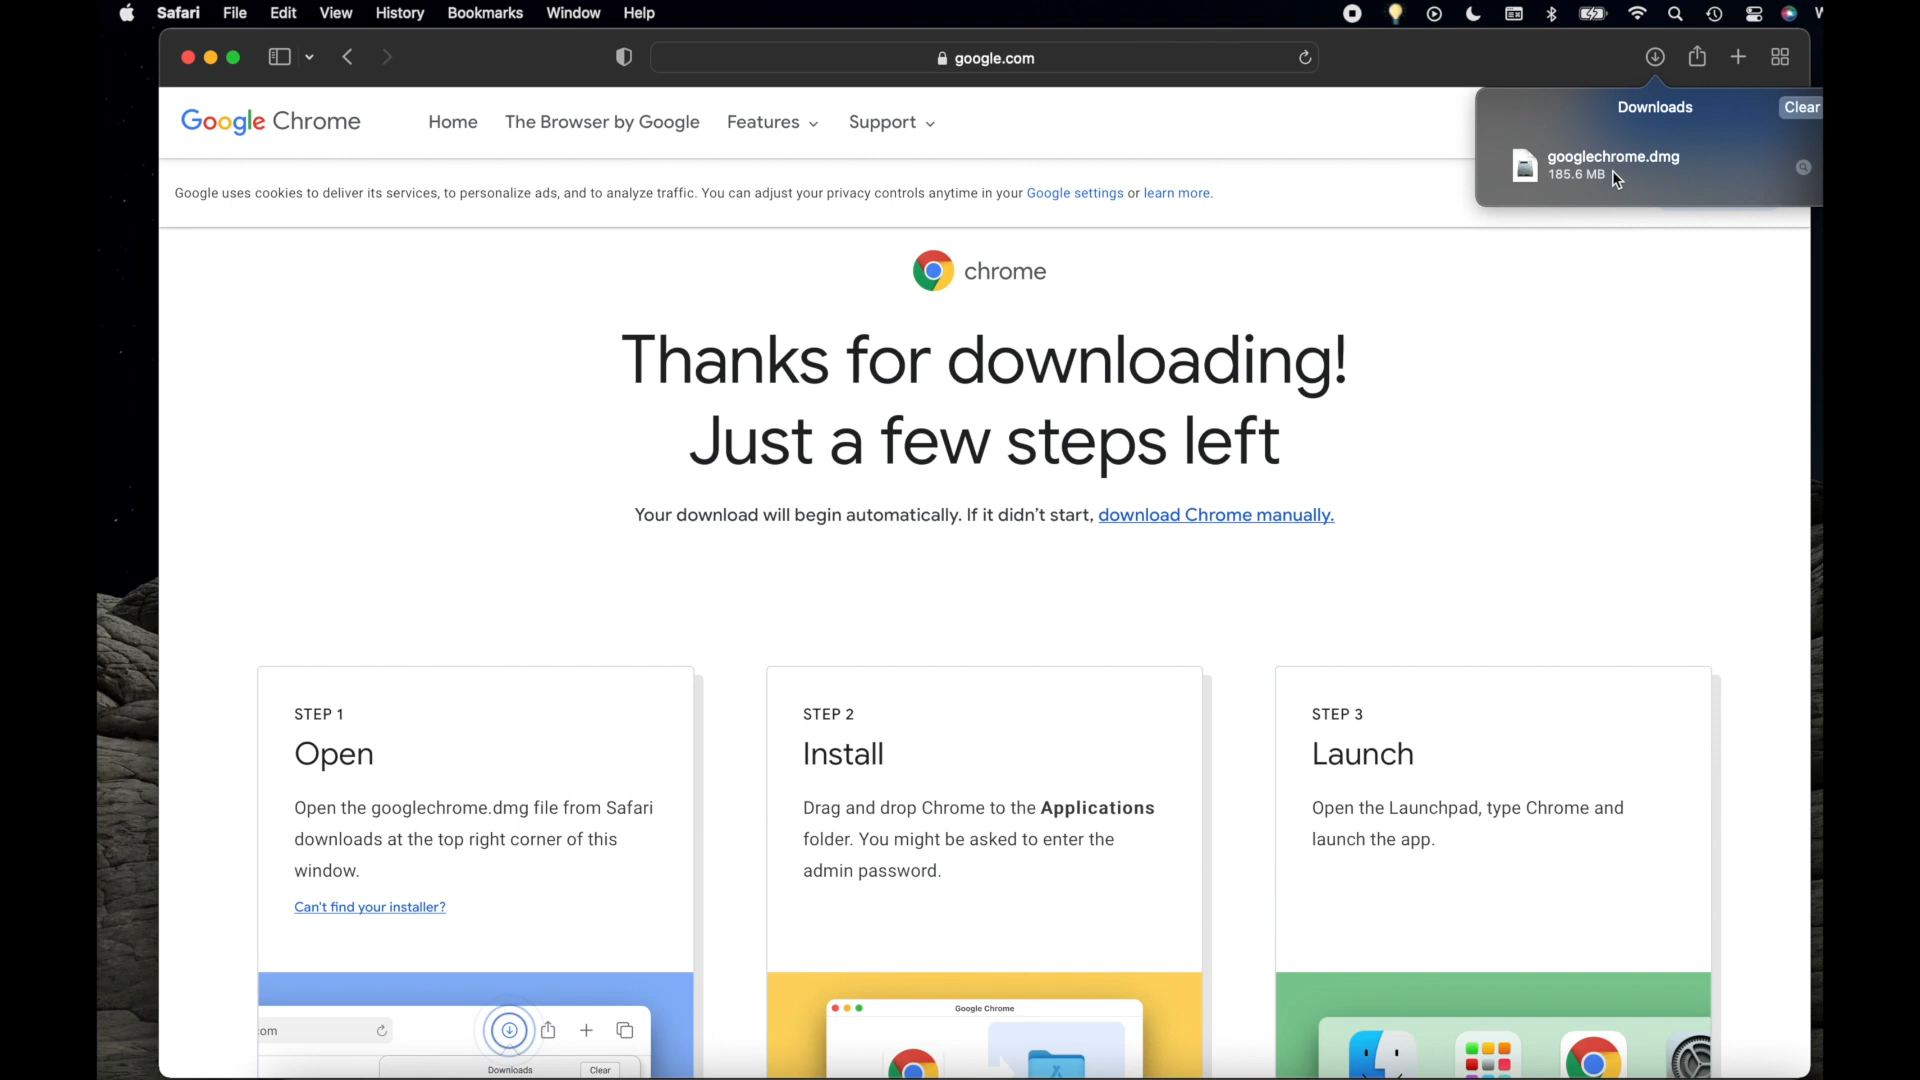 Safari File Edit View History Bookmarks Window Help
google.com
Downloads Clear
googlechrome.dmg
185.6 MB
Google Chrome Home The Browser by Google Features Support
Google uses cookies to deliver its services, to personalize ads, and to analyze traffic. You can adjust your privacy controls anytime in your Google settings or learn more.
chrome
Thanks for downloading!
Just a few steps left
Your download will begin automatically. If it didn’t start, download Chrome manually.
STEP 1
Open
Open the googlechrome.dmg file from Safari
downloads at the top right corner of this
window.
Can't find your installer?
om
Downloads Clear
STEP 2
Install
Drag and drop Chrome to the Applications
folder. You might be asked to enter the
admin password.
Google Chrome
STEP 3
Launch
Open the Launchpad, type Chrome and
launch the app.